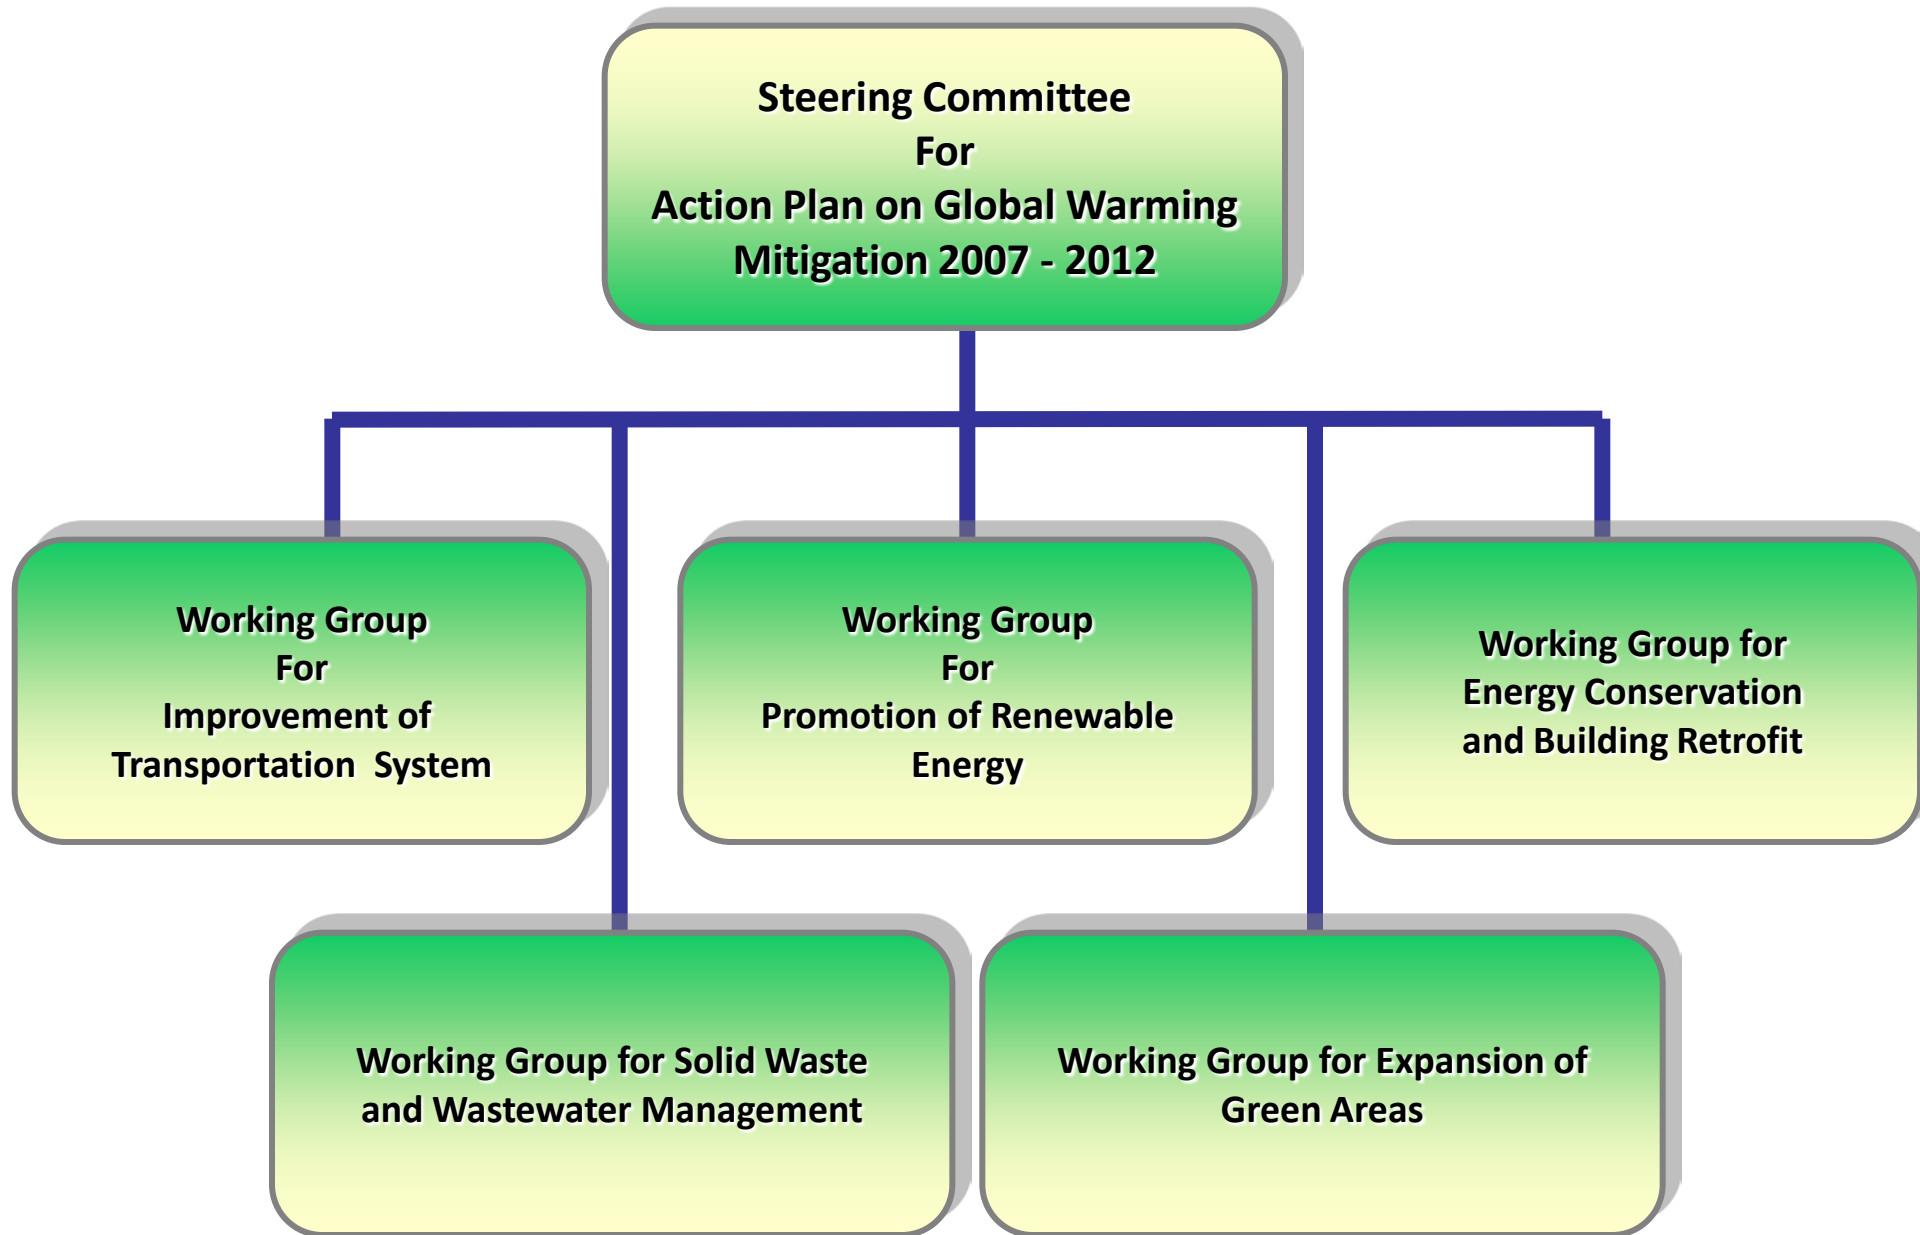 Steering Committee
For
Action Plan on Global Warming
Mitigation 2007 - 2012
Working Group
For
Improvement of
Transportation  System
Working Group
For
Promotion of Renewable
Energy
Working Group for
Energy Conservation
and Building Retrofit
Working Group for Solid Waste
and Wastewater Management
Working Group for Expansion of
Green Areas